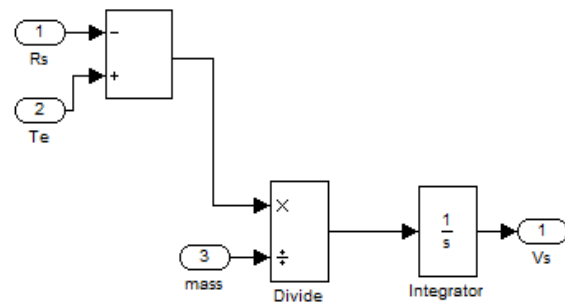 1
Rs
−
+
2
Te
×
÷
3
mass
Divide
1
s
Integrator
1
Vs